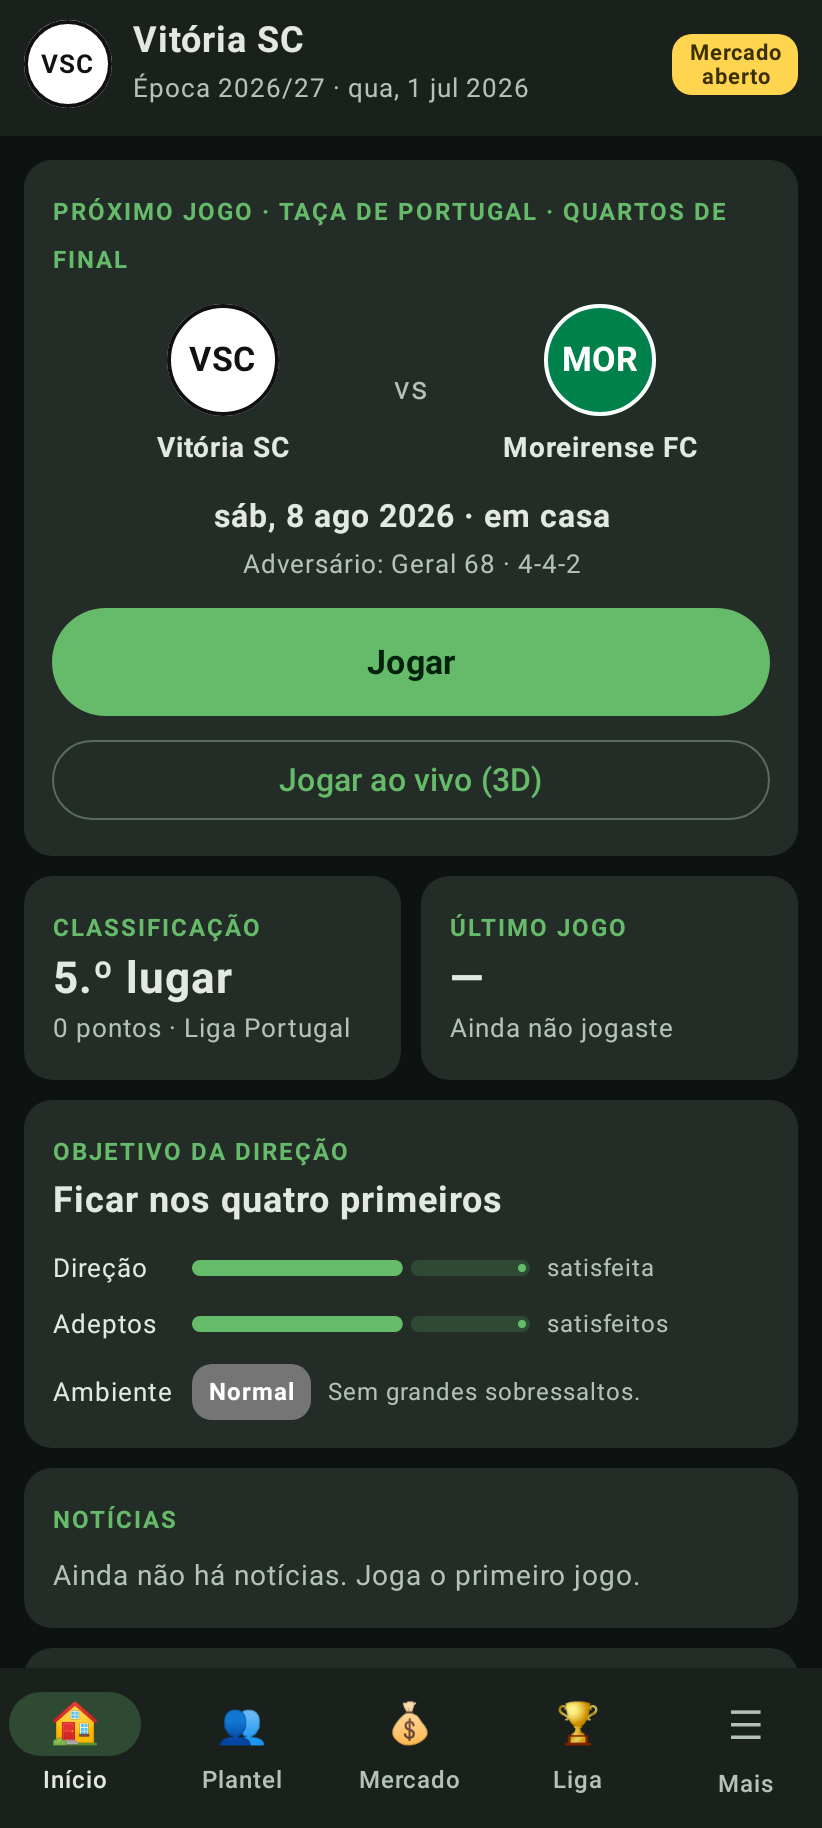 VSC
Vitória SC
Época 2026/27 · qua, 1 jul 2026
Mercado
aberto
PRÓXIMO JOGO · TAÇA DE PORTUGAL · QUARTOS DE
FINAL
VSC
vs
MOR
Vitória SC
Moreirense FC
sáb, 8 ago 2026 · em casa
Adversário: Geral 68 · 4-4-2
Jogar
Jogar ao vivo (3D)
CLASSIFICAÇÃO
5.º lugar
0 pontos · Liga Portugal
ÚLTIMO JOGO
—
Ainda não jogaste
OBJETIVO DA DIREÇÃO
Ficar nos quatro primeiros
Direção satisfeita
Adeptos satisfeitos
Ambiente Normal Sem grandes sobressaltos.
NOTÍCIAS
Ainda não há notícias. Joga o primeiro jogo.
Início Plantel Mercado Liga Mais